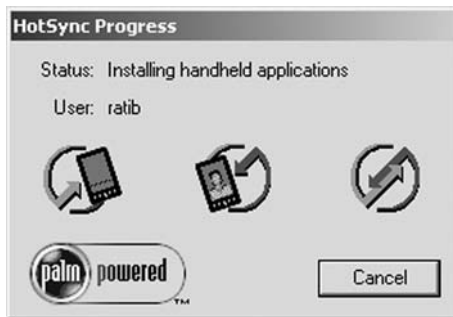 HotSync Progress
Status: Installing handheld applications
User: ratib
palm powered
TM
Cancel